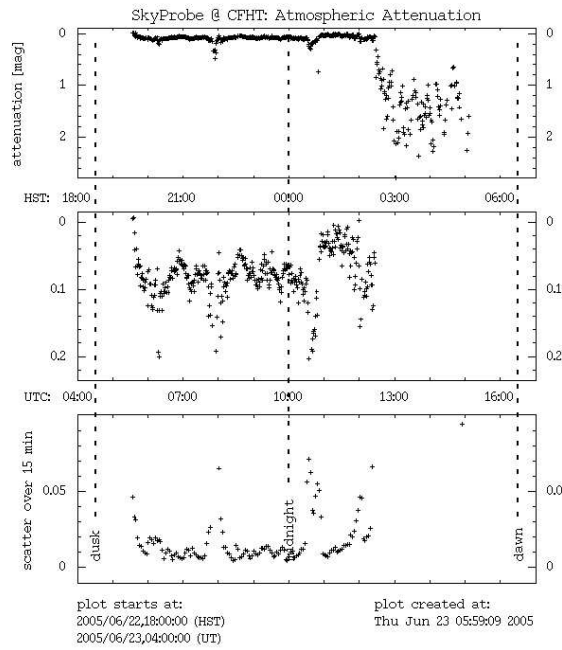 SkyProbe @ CFHT: Atmospheric Attenuation
attenuation [mag]
0 0
1 1
2 2
HST: 18:00 21:00 00:00 03:00 06:00
0 0
0.1 0.1
0.2 0.2
UTC: 04:00 07:00 10:00 13:00 16:00
scatter over 15 min
0.05 0.0
0 0
dusk
dnight
dawn
plot starts at:
2005/06/22,18:00:00 (HST)
2005/06/23,04:00:00 (UT)
plot created at:
Thu Jun 23 05:59:09 2005